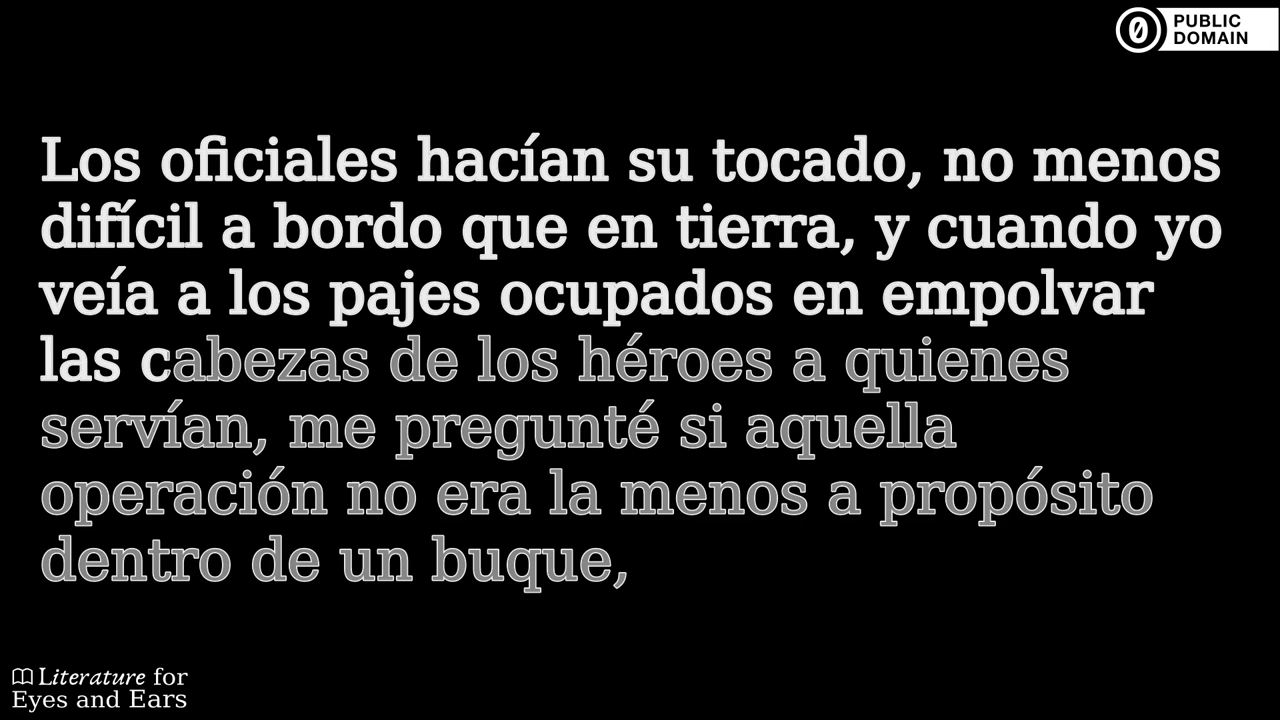 PUBLIC
DOMAIN
Los oficiales hacían su tocado, no menos
difícil a bordo que en tierra, y cuando yo
veía a los pajes ocupados en empolvar
las cabezas de los héroes a quienes
servían, me pregunté si aquella
operación no era la menos a propósito
dentro de un buque,
Literature for
Eyes and Ears